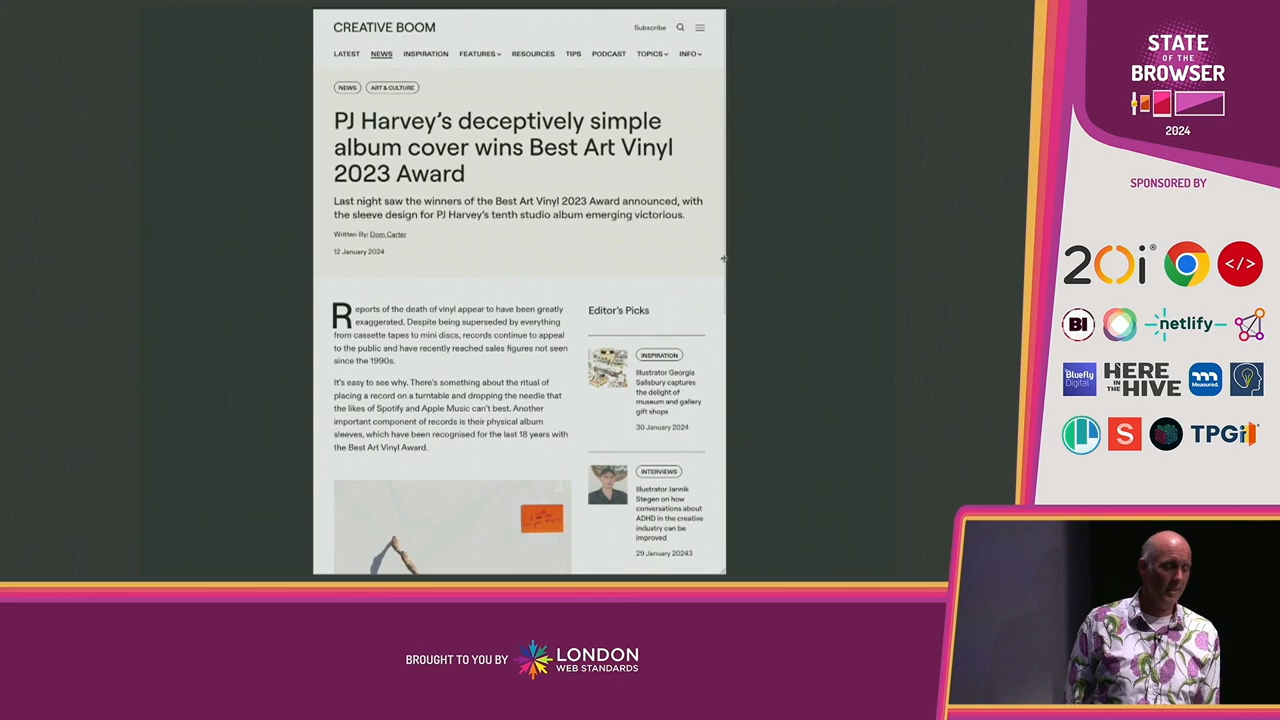 CREATIVE BOOM
Subscribe
LATEST NEWS INSPIRATION FEATURES RESOURCES TIPS PODCAST TOPICS INFO
NEWS ART & CULTURE
PJ Harvey's deceptively simple
album cover wins Best Art Vinyl
2023 Award
Last night saw the winners of the Best Art Vinyl 2023 Award announced, with
the sleeve design for PJ Harvey's tenth studio album emerging victorious.
Written By: Dom Carter
12 January 2024
Reports of the death of vinyl appear to have been greatly
exaggerated. Despite being superseded by everything
from cassette tapes to mini discs, records continue to appeal
to the public and have recently reached sales figures not seen
since the 1990s.
It's easy to see why. There's something about the ritual of
placing a record on a turntable and dropping the needle that
the likes of Spotify and Apple Music can't best. Another
important component of records is their physical album
sleeves, which have been recognised for the last 18 years with
the Best Art Vinyl Award.
Editor's Picks
INSPIRATION
Illustrator Georgia
Salisbury captures
the delight of
museum and gallery
gift shops
30 January 2024
INTERVIEWS
Illustrator Jannik
Stegen on how
conversations about
ADHD in the creative
industry can be
improved
29 January 20243
STATE
OF THE
BROWSER
2024
SPONSORED BY
20i®
</>
BI
netlify
Bluefly
Digital
HERE
IN THE
HIVE
Measured.
S
TPGi
BROUGHT TO YOU BY
LONDON
WEB STANDARDS